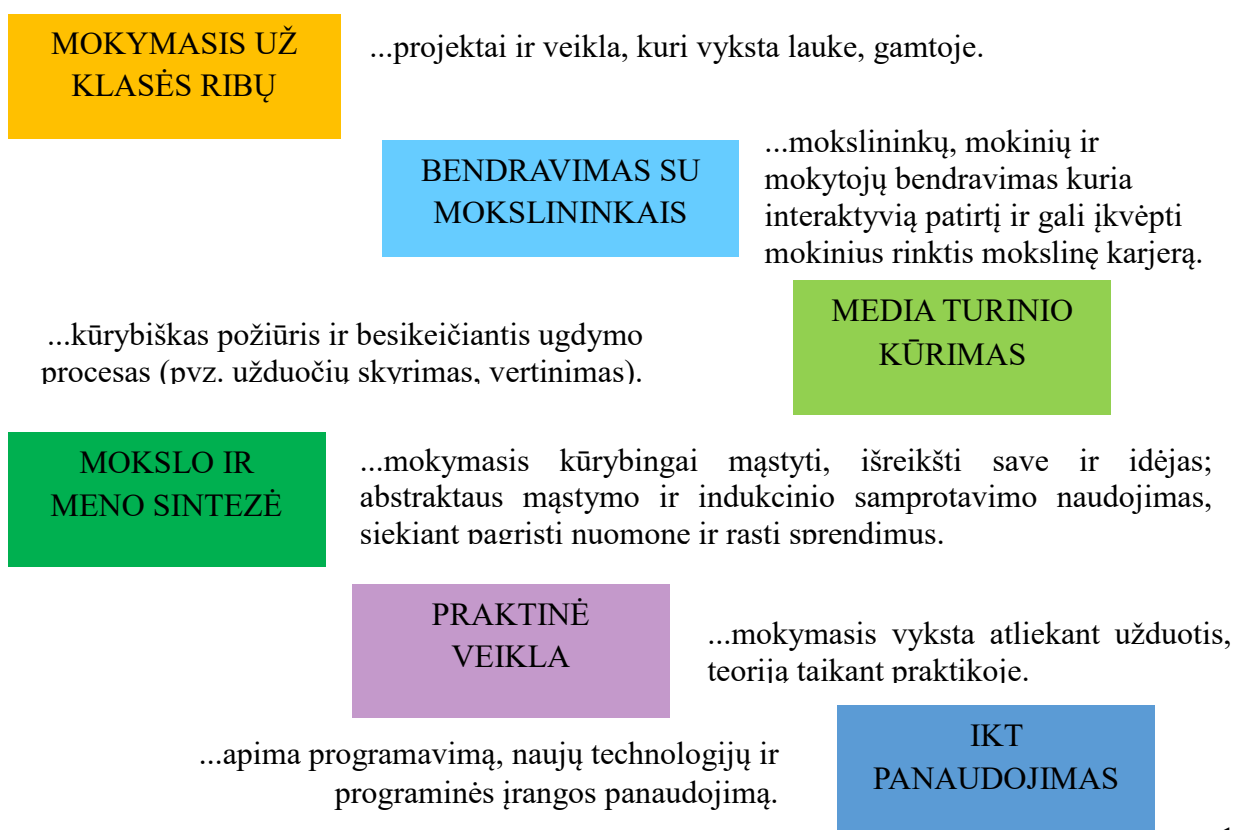 MOKYMASIS UŽ
KLASĖS RIBŲ
...projektai ir veikla, kuri vyksta lauke, gamtoje.
BENDRAVIMAS SU
MOKSLININKAIS
...mokslininkų, mokinių ir
mokytojų bendravimas kuria
interaktyvią patirtį ir gali įkvėpti
mokinius rinktis mokslinę karjerą.
MEDIA TURINIO
KŪRIMAS
...kūrybiškas požiūris ir besikeičiantis ugdymo
procesas (pvz. užduočių skyrimas, vertinimas).
MOKSLO IR
MENO SINTEZĖ
...mokymasis kūrybingai mąstyti, išreikšti save ir idėjas;
abstraktaus mąstymo ir indukcinio samprotavimo naudojimas,
siekiant pagrįsti nuomonę ir rasti sprendimus.
PRAKTINĖ
VEIKLA
...mokymasis vyksta atliekant užduotis,
teoriją taikant praktikoje.
IKT
PANAUDOJIMAS
...apima programavimą, naujų technologijų ir
programinės įrangos panaudojimą.